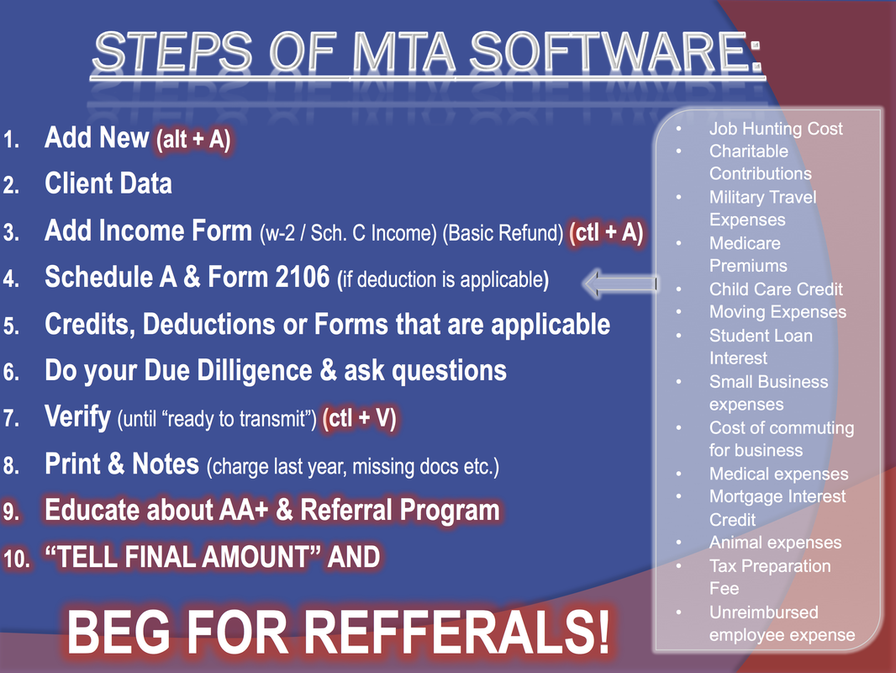 STEPS OF MTA SOFTWARE:
1. Add New (alt + A)
2. Client Data
3. Add Income Form (w-2 / Sch. C Income) (Basic Refund) (ctl + A)
4. Schedule A & Form 2106 (if deduction is applicable)
5. Credits, Deductions or Forms that are applicable
6. Do your Due Dilligence & ask questions
7. Verify (until “ready to transmit”) (ctl + V)
8. Print & Notes (charge last year, missing docs etc.)
9. Educate about AA+ & Referral Program
10. “TELL FINAL AMOUNT” AND
BEG FOR REFFERALS!
• Job Hunting Cost
• Charitable
Contributions
• Military Travel
Expenses
• Medicare
Premiums
• Child Care Credit
• Moving Expenses
• Student Loan
Interest
• Small Business
expenses
• Cost of commuting
for business
• Medical expenses
• Mortgage Interest
Credit
• Animal expenses
• Tax Preparation
Fee
• Unreimbursed
employee expense